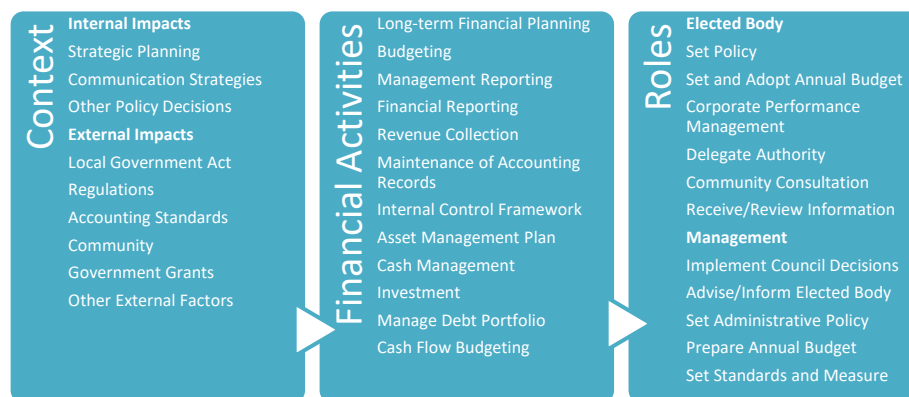 Context
Internal Impacts
Strategic Planning
Communication Strategies
Other Policy Decisions
External Impacts
Local Government Act
Regulations
Accounting Standards
Community
Government Grants
Other External Factors
Financial Activities
Long-term Financial Planning
Budgeting
Management Reporting
Financial Reporting
Revenue Collection
Maintenance of Accounting
Records
Internal Control Framework
Asset Management Plan
Cash Management
Investment
Manage Debt Portfolio
Cash Flow Budgeting
Roles
Elected Body
Set Policy
Set and Adopt Annual Budget
Corporate Performance
Management
Delegate Authority
Community Consultation
Receive/Review Information
Management
Implement Council Decisions
Advise/Inform Elected Body
Set Administrative Policy
Prepare Annual Budget
Set Standards and Measure